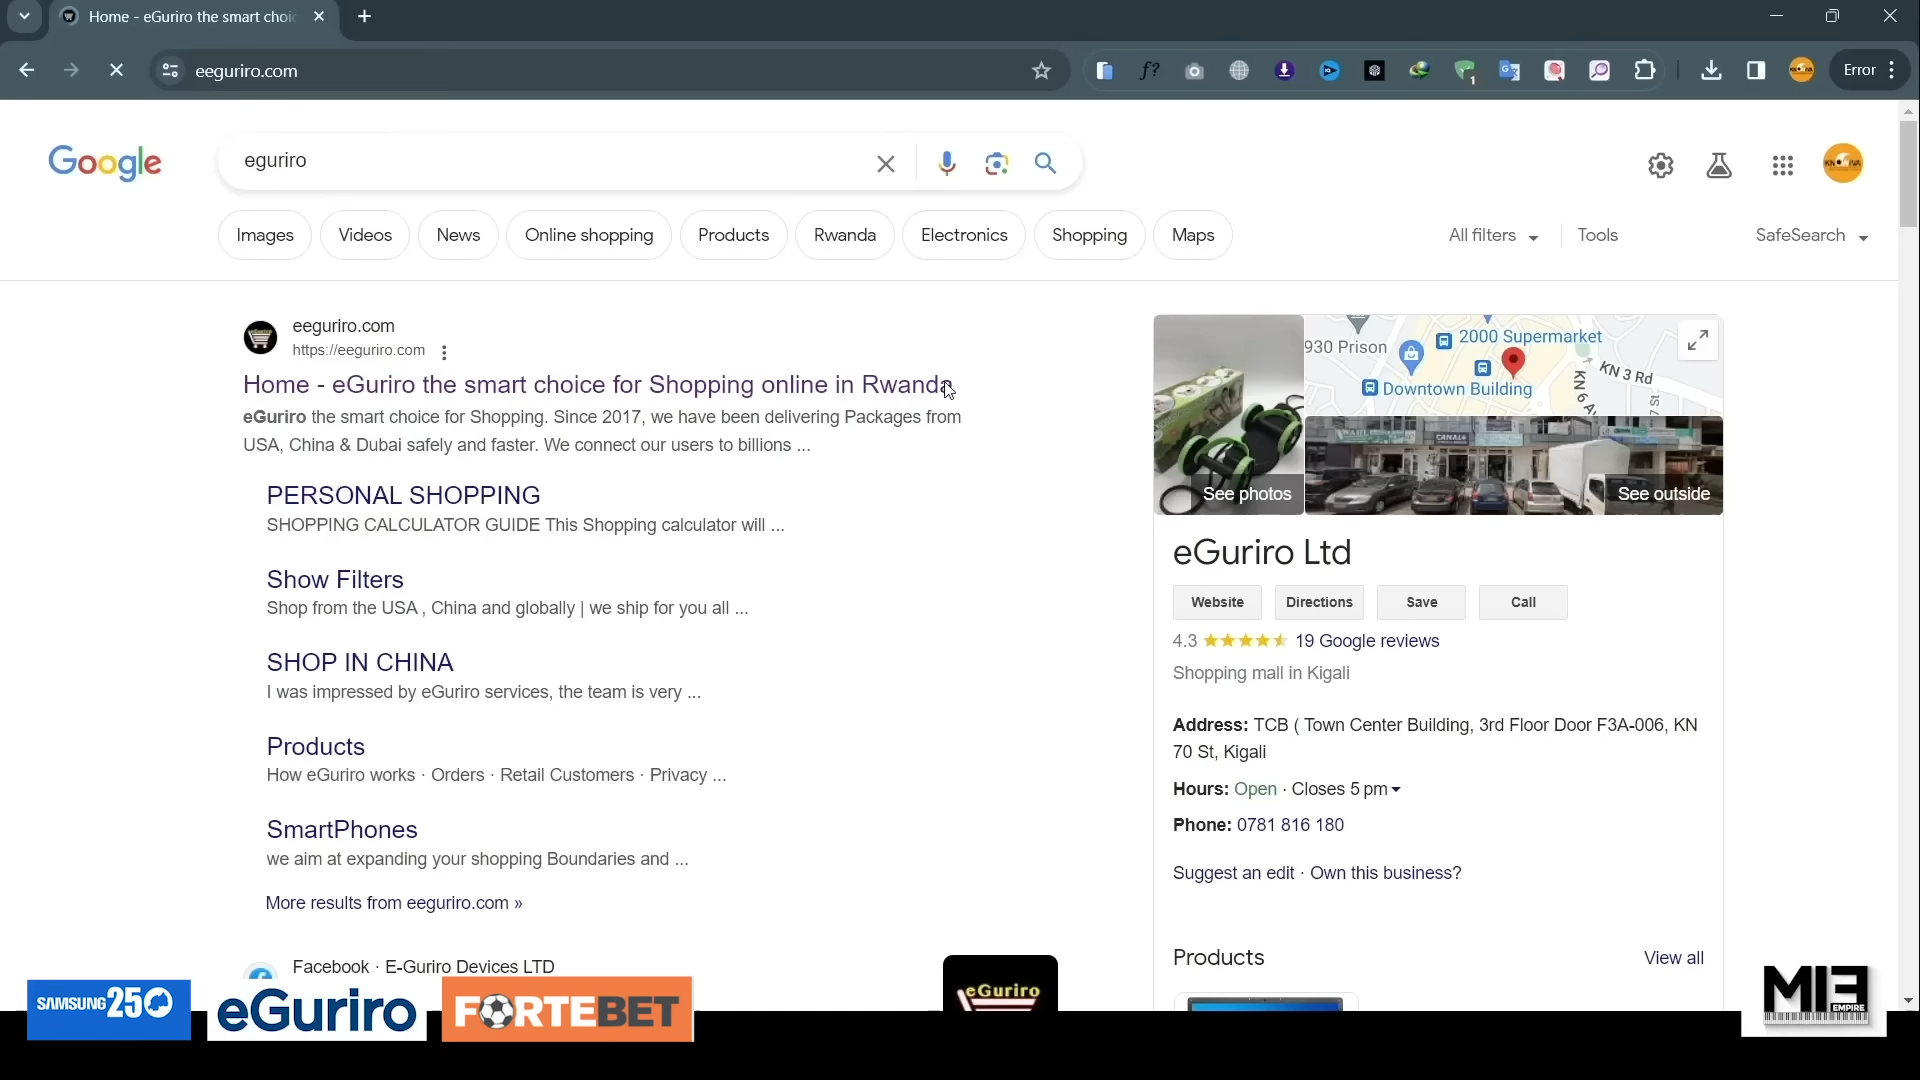 Home - eGuriro the smart choic
eeguriro.com
Error
Google
eguriro
Images
Videos
News
Online shopping
Products
Rwanda
Electronics
Shopping
Maps
All filters
Tools
SafeSearch
eeguriro.com
https://eeguriro.com
Home - eGuriro the smart choice for Shopping online in Rwanda
eGuriro the smart choice for Shopping. Since 2017, we have been delivering Packages from
USA, China & Dubai safely and faster. We connect our users to billions ...
PERSONAL SHOPPING
SHOPPING CALCULATOR GUIDE This Shopping calculator will ...
Show Filters
Shop from the USA , China and globally | we ship for you all ...
SHOP IN CHINA
I was impressed by eGuriro services, the team is very ...
Products
How eGuriro works · Orders · Retail Customers · Privacy ...
SmartPhones
we aim at expanding your shopping Boundaries and ...
More results from eeguriro.com »
Facebook · E-Guriro Devices LTD
eGuriro
930 Prison
2000 Supermarket
Downtown Building
KN 3 Rd
KN 6 Av
7 St
CANAL+
See photos
See outside
eGuriro Ltd
Website
Directions
Save
Call
4.3
19 Google reviews
Shopping mall in Kigali
Address: TCB ( Town Center Building, 3rd Floor Door F3A-006, KN
70 St, Kigali
Hours: Open · Closes 5 pm
Phone: 0781 816 180
Suggest an edit · Own this business?
Products
View all
SAMSUNG250
eGuriro
FORTEBET
MIE
EMPIRE